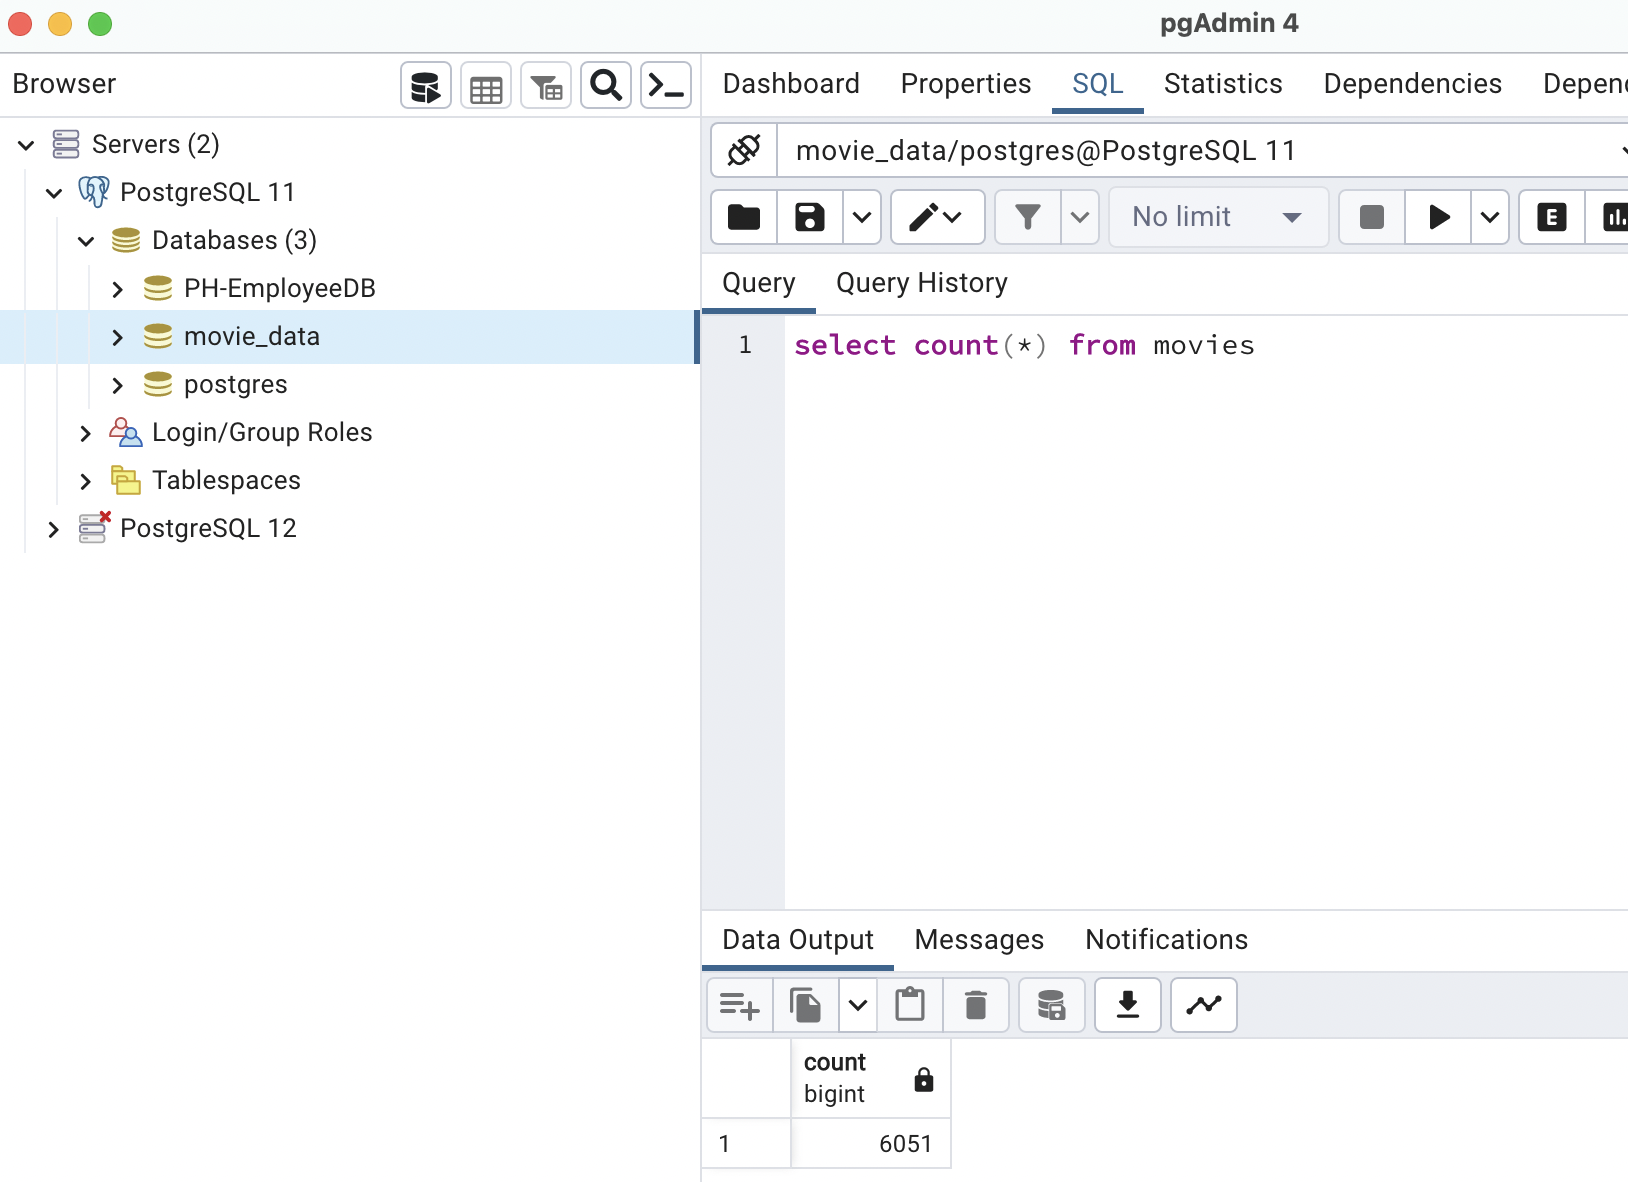 pgAdmin 4
Browser
Servers (2)
PostgreSQL 11
Databases (3)
PH-EmployeeDB
movie_data
postgres
Login/Group Roles
Tablespaces
PostgreSQL 12
Dashboard Properties SQL Statistics Dependencies Depen
movie_data/postgres@PostgreSQL 11
No limit E
Query Query History
1 select count(*) from movies
Data Output Messages Notifications
count
bigint
1 6051